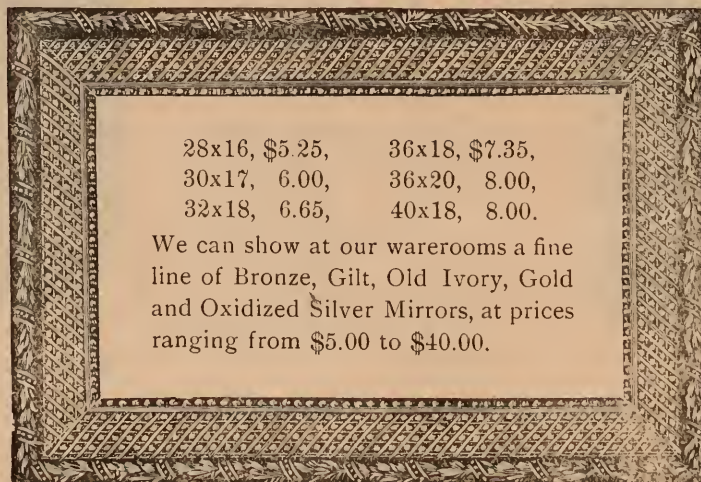 28x16, $5.25, 36x18, $7.35,
30x17, 6.00, 36x20, 8.00,
32x18, 6.65, 40x18, 8.00.
We can show at our warerooms a fine
line of Bronze, Gilt, Old Ivory, Gold
and Oxidized Silver Mirrors, at prices
ranging from $5.00 to $40.00.